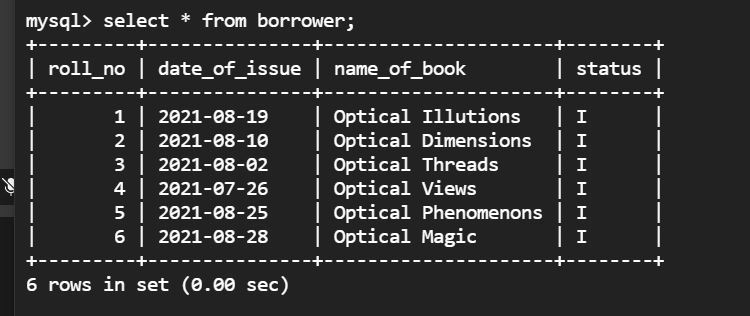 mysql> select * from borrower;
+---------+---------------+---------------------+--------+
| roll_no | date_of_issue | name_of_book        | status |
+---------+---------------+---------------------+--------+
|       1 | 2021-08-19    | Optical Illutions   | I      |
|       2 | 2021-08-10    | Optical Dimensions  | I      |
|       3 | 2021-08-02    | Optical Threads     | I      |
|       4 | 2021-07-26    | Optical Views       | I      |
|       5 | 2021-08-25    | Optical Phenomenons | I      |
|       6 | 2021-08-28    | Optical Magic       | I      |
+---------+---------------+---------------------+--------+
6 rows in set (0.00 sec)